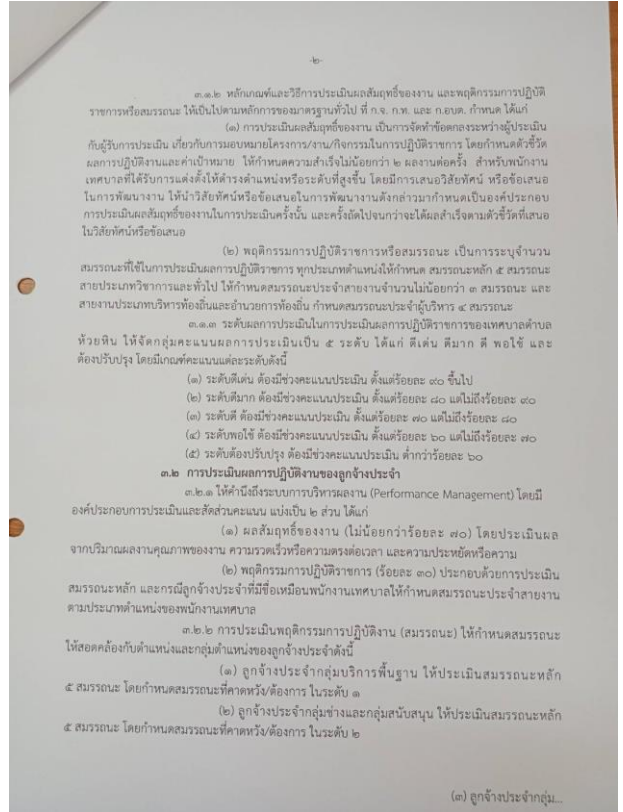 -๒-
๓.๑.๒ หลักเกณฑ์และวิธีการประเมินผลสัมฤทธิ์ของงาน และพฤติกรรมการปฏิบัติ
ราชการหรือสมรรถนะ ให้เป็นไปตามหลักการของมาตรฐานทั่วไป ที่ ก.จ. ก.ท. และ ก.อบต. กำหนด ได้แก่
(๑) การประเมินผลสัมฤทธิ์ของงาน เป็นการจัดทำข้อตกลงระหว่างผู้ประเมิน
กับผู้รับการประเมิน เกี่ยวกับการมอบหมายโครงการ/งาน/กิจกรรมในการปฏิบัติราชการ โดยกำหนดตัวชี้วัด
ผลการปฏิบัติงานและค่าเป้าหมาย ให้กำหนดความสำเร็จไม่น้อยกว่า ๒ ผลงานต่อครั้ง สำหรับพนักงาน
เทศบาลที่ได้รับการแต่งตั้งให้ดำรงตำแหน่งหรือระดับที่สูงขึ้น โดยมีการเสนอวิสัยทัศน์ หรือข้อเสนอ
ในการพัฒนางาน ให้นำวิสัยทัศน์หรือข้อเสนอในการพัฒนางานดังกล่าวมากำหนดเป็นองค์ประกอบ
การประเมินผลสัมฤทธิ์ของงานในการประเมินครั้งนั้น และครั้งถัดไปจนกว่าจะได้ผลสำเร็จตามตัวชี้วัดที่เสนอ
ในวิสัยทัศน์หรือข้อเสนอ
(๒) พฤติกรรมการปฏิบัติราชการหรือสมรรถนะ เป็นการระบุจำนวน
สมรรถนะที่ใช้ในการประเมินผลการปฏิบัติราชการ ทุกประเภทตำแหน่งให้กำหนด สมรรถนะหลัก ๕ สมรรถนะ
สายประเภทวิชาการและทั่วไป ให้กำหนดสมรรถนะประจำสายงานจำนวนไม่น้อยกว่า ๓ สมรรถนะ และ
สายงานประเภทบริหารท้องถิ่นและอำนวยการท้องถิ่น กำหนดสมรรถนะประจำผู้บริหาร ๔ สมรรถนะ
๓.๑.๓ ระดับผลการประเมินในการประเมินผลการปฏิบัติราชการของเทศบาลตำบล
ห้วยหิน ให้จัดกลุ่มคะแนนผลการประเมินเป็น ๕ ระดับ ได้แก่ ดีเด่น ดีมาก ดี พอใช้ และ
ต้องปรับปรุง โดยมีเกณฑ์คะแนนแต่ละระดับดังนี้
(๑) ระดับดีเด่น ต้องมีช่วงคะแนนประเมิน ตั้งแต่ร้อยละ ๙๐ ขึ้นไป
(๒) ระดับดีมาก ต้องมีช่วงคะแนนประเมิน ตั้งแต่ร้อยละ ๘๐ แต่ไม่ถึงร้อยละ ๙๐
(๓) ระดับดี ต้องมีช่วงคะแนนประเมิน ตั้งแต่ร้อยละ ๗๐ แต่ไม่ถึงร้อยละ ๘๐
(๔) ระดับพอใช้ ต้องมีช่วงคะแนนประเมิน ตั้งแต่ร้อยละ ๖๐ แต่ไม่ถึงร้อยละ ๗๐
(๕) ระดับต้องปรับปรุง ต้องมีช่วงคะแนนประเมิน ต่ำกว่าร้อยละ ๖๐
๓.๒ การประเมินผลการปฏิบัติงานของลูกจ้างประจำ
๓.๒.๑ ให้คำนึงถึงระบบการบริหารผลงาน (Performance Management) โดยมี
องค์ประกอบการประเมินและสัดส่วนคะแนน แบ่งเป็น ๒ ส่วน ได้แก่
(๑) ผลสัมฤทธิ์ของงาน (ไม่น้อยกว่าร้อยละ ๗๐) โดยประเมินผล
จากปริมาณผลงานคุณภาพของงาน ความรวดเร็วหรือความตรงต่อเวลา และความประหยัดหรือความ
(๒) พฤติกรรมการปฏิบัติราชการ (ร้อยละ ๓๐) ประกอบด้วยการประเมิน
สมรรถนะหลัก และกรณีลูกจ้างประจำที่มีชื่อเหมือนพนักงานเทศบาลให้กำหนดสมรรถนะประจำสายงาน
ตามประเภทตำแหน่งของพนักงานเทศบาล
๓.๒.๒ การประเมินพฤติกรรมการปฏิบัติงาน (สมรรถนะ) ให้กำหนดสมรรถนะ
ให้สอดคล้องกับตำแหน่งและกลุ่มตำแหน่งของลูกจ้างประจำดังนี้
(๑) ลูกจ้างประจำกลุ่มบริการพื้นฐาน ให้ประเมินสมรรถนะหลัก
๕ สมรรถนะ โดยกำหนดสมรรถนะที่คาดหวัง/ต้องการ ในระดับ ๑
(๒) ลูกจ้างประจำกลุ่มช่างและกลุ่มสนับสนุน ให้ประเมินสมรรถนะหลัก
๕ สมรรถนะ โดยกำหนดสมรรถนะที่คาดหวัง/ต้องการ ในระดับ ๒
(๓) ลูกจ้างประจำกลุ่ม...